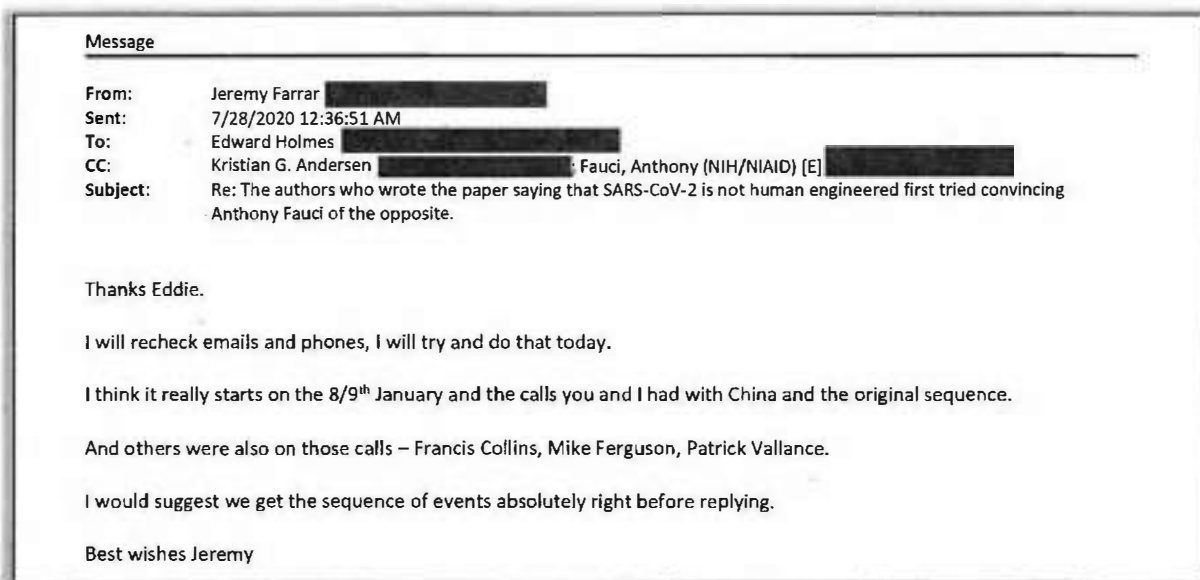 Message
From: Jeremy Farrar
Sent: 7/28/2020 12:36:51 AM
To: Edward Holmes
CC: Kristian G. Andersen ; Fauci, Anthony (NIH/NIAID) [E]
Subject: Re: The authors who wrote the paper saying that SARS-CoV-2 is not human engineered first tried convincing
Anthony Fauci of the opposite.
Thanks Eddie.
I will recheck emails and phones, I will try and do that today.
I think it really starts on the 8/9th January and the calls you and I had with China and the original sequence.
And others were also on those calls – Francis Collins, Mike Ferguson, Patrick Vallance.
I would suggest we get the sequence of events absolutely right before replying.
Best wishes Jeremy